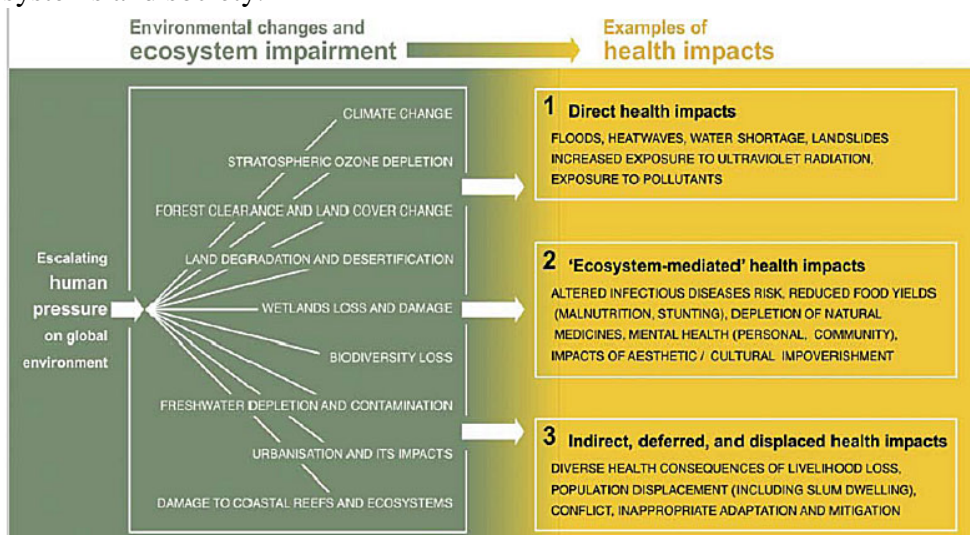 systems and society.
Environmental changes and
ecosystem impairment
Examples of
health impacts
Escalating
human
pressure
on global
environment
CLIMATE CHANGE
STRATOSPHERIC OZONE DEPLETION
FOREST CLEARANCE AND LAND COVER CHANGE
LAND DEGRADATION AND DESERTIFICATION
WETLANDS LOSS AND DAMAGE
BIODIVERSITY LOSS
FRESHWATER DEPLETION AND CONTAMINATION
URBANISATION AND ITS IMPACTS
DAMAGE TO COASTAL REEFS AND ECOSYSTEMS
1 Direct health impacts
FLOODS, HEATWAVES, WATER SHORTAGE, LANDSLIDES
INCREASED EXPOSURE TO ULTRAVIOLET RADIATION,
EXPOSURE TO POLLUTANTS
2 ‘Ecosystem-mediated’ health impacts
ALTERED INFECTIOUS DISEASES RISK, REDUCED FOOD YIELDS
(MALNUTRITION, STUNTING), DEPLETION OF NATURAL
MEDICINES, MENTAL HEALTH (PERSONAL, COMMUNITY),
IMPACTS OF AESTHETIC / CULTURAL IMPOVERISHMENT
3 Indirect, deferred, and displaced health impacts
DIVERSE HEALTH CONSEQUENCES OF LIVELIHOOD LOSS,
POPULATION DISPLACEMENT (INCLUDING SLUM DWELLING),
CONFLICT, INAPPROPRIATE ADAPTATION AND MITIGATION